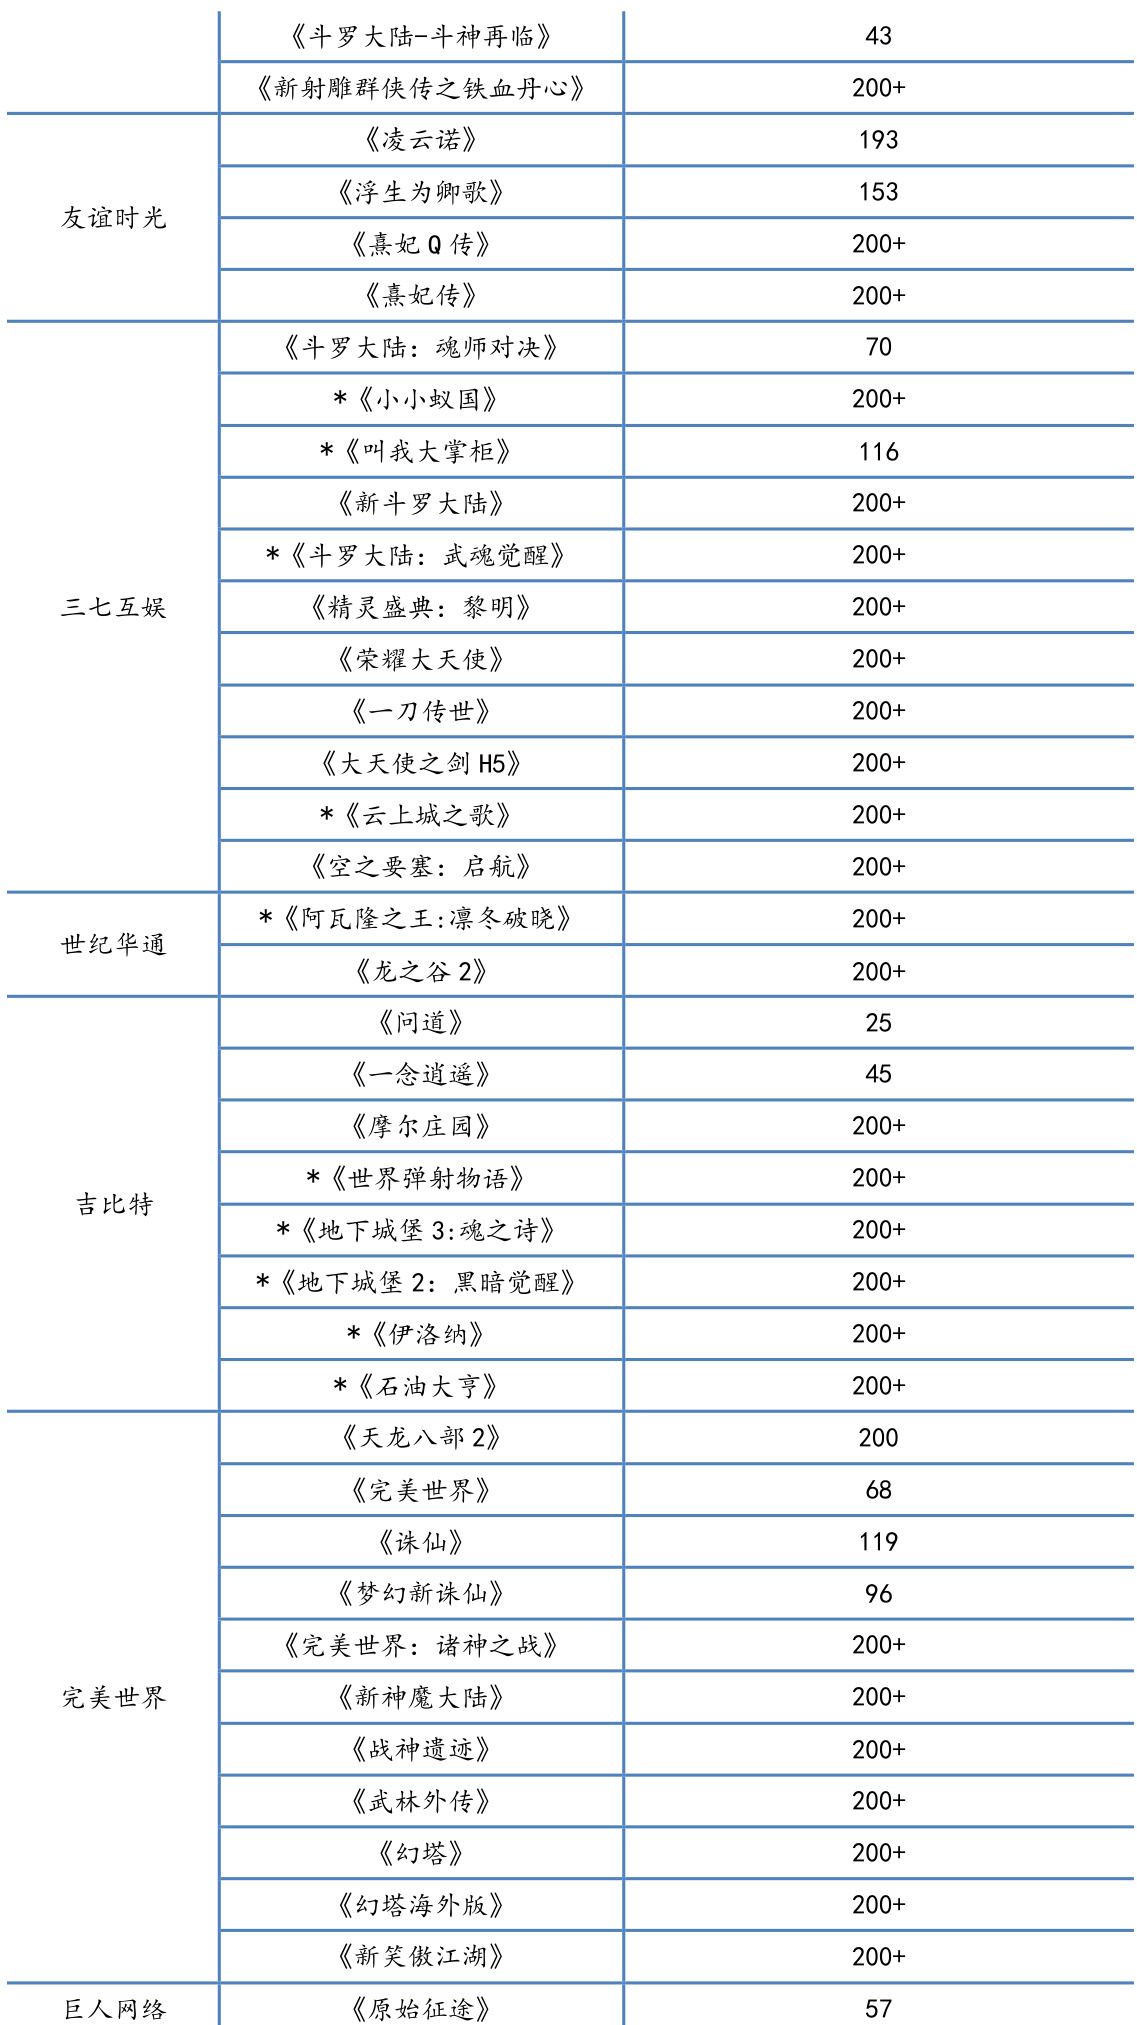 《斗罗大陆-斗神再临》 43
《新射雕群侠传之铁血丹心》 200+
友谊时光
《凌云诺》 193
《浮生为卿歌》 153
《熹妃 Q 传》 200+
《熹妃传》 200+
三七互娱
《斗罗大陆：魂师对决》 70
*《小小蚁国》 200+
*《叫我大掌柜》 116
《新斗罗大陆》 200+
*《斗罗大陆：武魂觉醒》 200+
《精灵盛典：黎明》 200+
《荣耀大天使》 200+
《一刀传世》 200+
《大天使之剑 H5》 200+
*《云上城之歌》 200+
《空之要塞：启航》 200+
世纪华通
*《阿瓦隆之王:凛冬破晓》 200+
《龙之谷 2》 200+
吉比特
《问道》 25
《一念逍遥》 45
《摩尔庄园》 200+
*《世界弹射物语》 200+
*《地下城堡 3:魂之诗》 200+
*《地下城堡 2：黑暗觉醒》 200+
*《伊洛纳》 200+
*《石油大亨》 200+
完美世界
《天龙八部 2》 200
《完美世界》 68
《诛仙》 119
《梦幻新诛仙》 96
《完美世界：诸神之战》 200+
《新神魔大陆》 200+
《战神遗迹》 200+
《武林外传》 200+
《幻塔》 200+
《幻塔海外版》 200+
《新笑傲江湖》 200+
巨人网络 《原始征途》 57